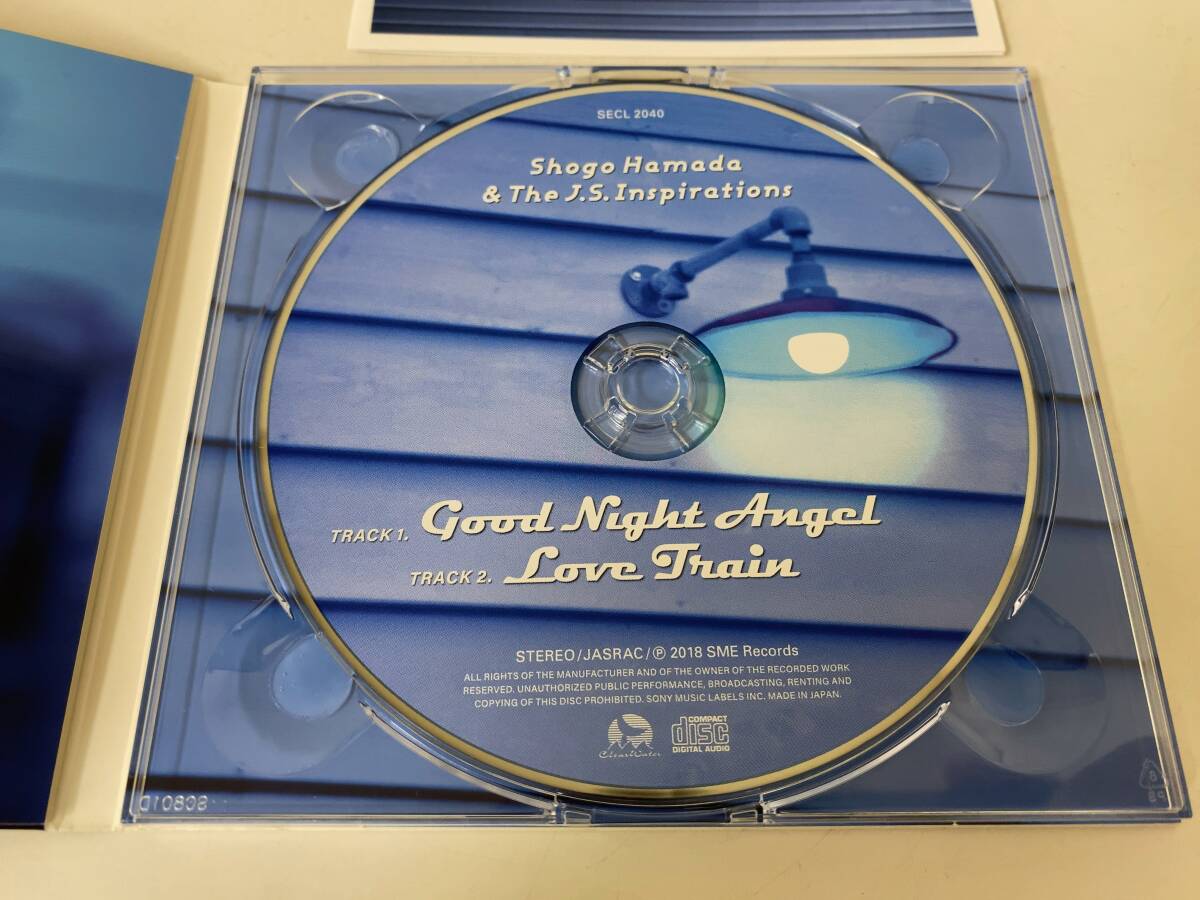 SECL 2040
Shogo Hamada
& The J.S. Inspirations
TRACK 1. Good Night Angel
TRACK 2. Love Train
STEREO/JASRAC/Ⓟ 2018 SME Records
ALL RIGHTS OF THE MANUFACTURER AND OF THE OWNER OF THE RECORDED WORK
RESERVED. UNAUTHORIZED PUBLIC PERFORMANCE, BROADCASTING, RENTING AND
COPYING OF THIS DISC PROHIBITED. SONY MUSIC LABELS INC. MADE IN JAPAN.
ClearWater
COMPACT
disc
DIGITAL AUDIO